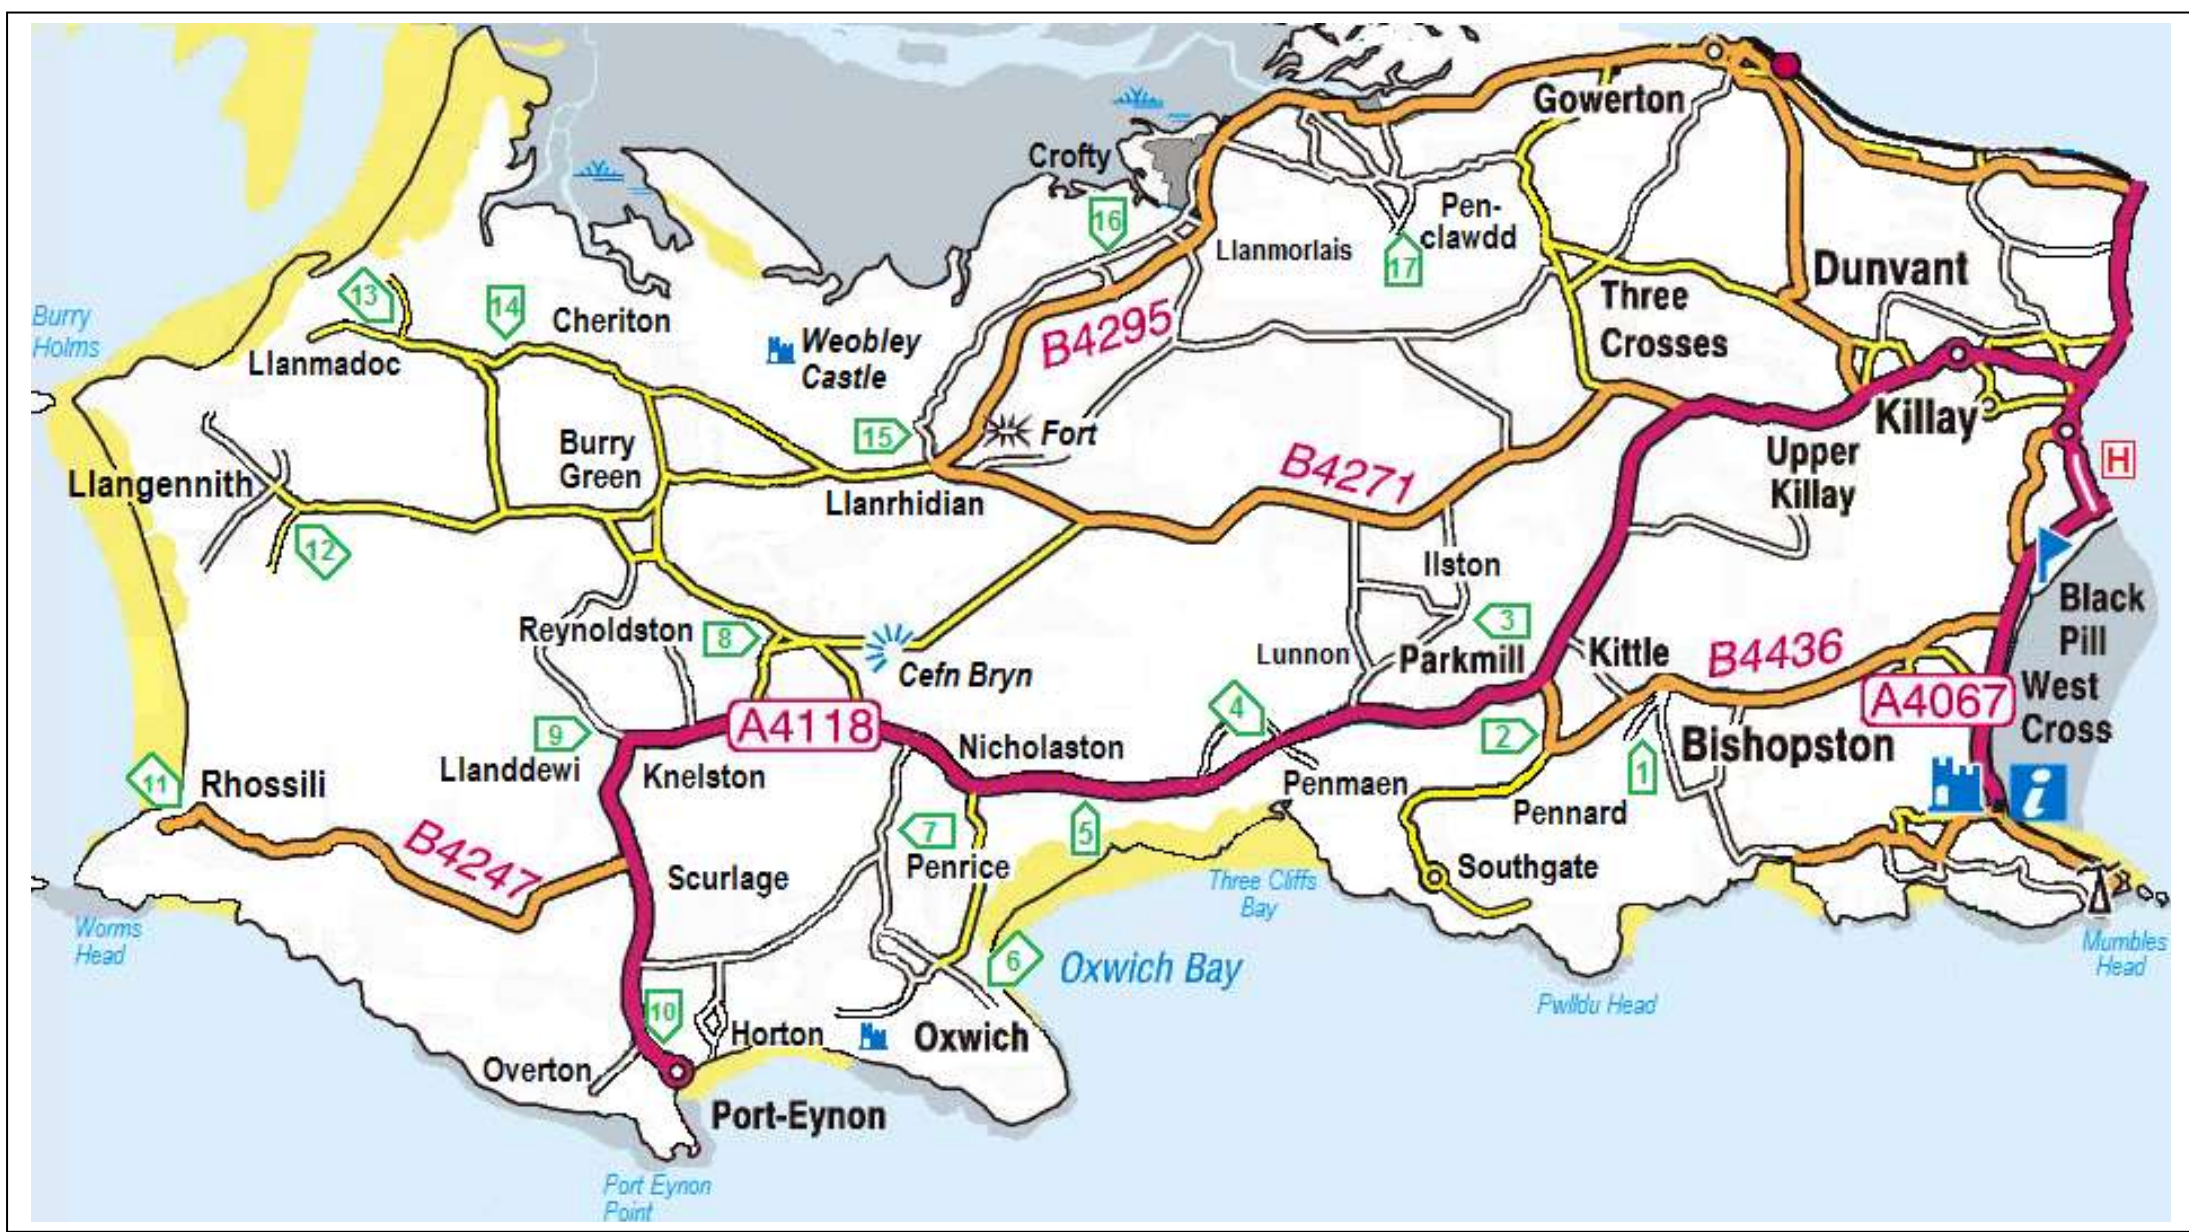 Gowerton
Crofty
16
Pen-
clawdd
Llanmorlais
17
Dunvant
13
14
Burry
Holms
Cheriton
Three
Crosses
B4295
Weobley
Castle
Llanmadoc
Killay
15
Fort
Burry
Green
Upper
Killay
H
B4271
Llangennith
Llanrhidian
12
Ilston
Black
Pill
Reynoldston
8
3
Lunnon
Parkmill
Kittle
B4436
Cefn Bryn
A4067
West
Cross
4
A4118
9
2
Nicholaston
Bishopston
Llanddewi
Knelston
1
11
Rhossili
Penmaen
i
Pennard
5
7
B4247
Penrice
Scurlage
Southgate
Three Cliffs
Bay
Worms
Head
6
Oxwich Bay
Mumbles
Head
Pwlldu Head
10
Horton
Oxwich
Overton
Port-Eynon
Port Eynon
Point